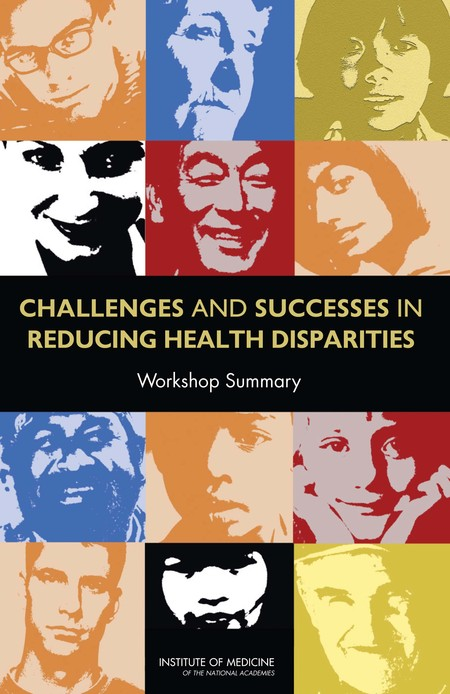 CHALLENGES AND SUCCESSES IN
REDUCING HEALTH DISPARITIES
Workshop Summary
INSTITUTE OF MEDICINE
OF THE NATIONAL ACADEMIES